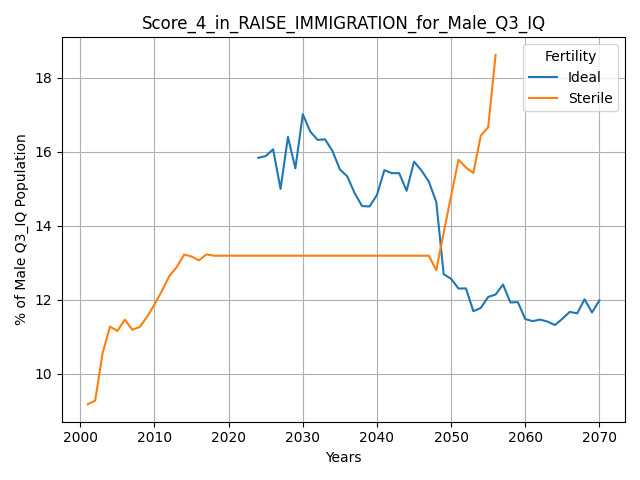 Score_4_in_RAISE_IMMIGRATION_for_Male_Q3_IQ
% of Male Q3_IQ Population
18
16
14
12
10
Fertility
Ideal
Sterile
2000 2010 2020 2030 2040 2050 2060 2070
Years